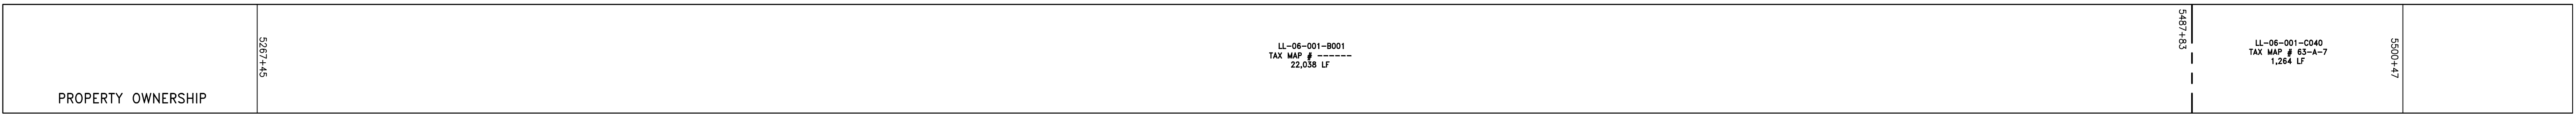 PROPERTY OWNERSHIP
5267+45
LL-06-001-B001
TAX MAP # ------
22,038 LF
5487+83
LL-06-001-C040
TAX MAP # 63-A-7
1,264 LF
5500+47